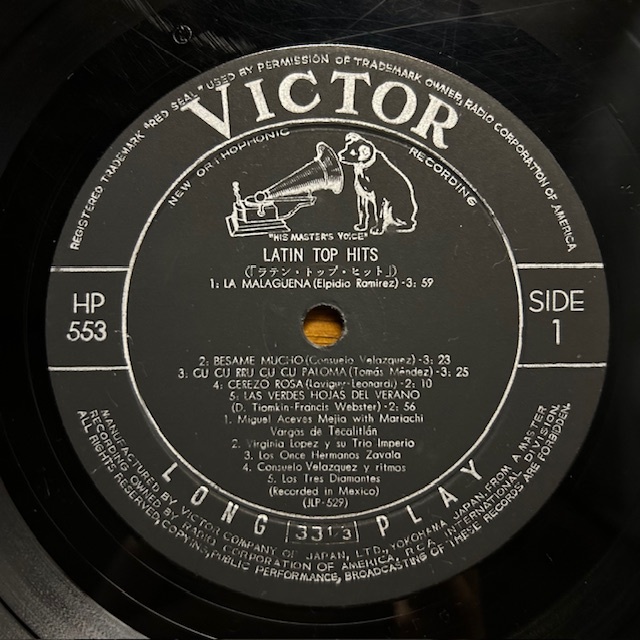 REGISTERED TRADEMARK "RED SEAL" USED BY PERMISSION OF TRADEMARK OWNER, RADIO CORPORATION OF AMERICA
VICTOR
NEW ORTHOPHONIC RECORDING
"HIS MASTER'S VOICE"
LATIN TOP HITS
(「ラテン・トップ・ヒット」)
1: LA MALAGUENA (Elpidio Ramirez)-3: 59
HP
553
SIDE
1
2: BESAME MUCHO (Consuelo Velazquez)-3: 23
3: CU CU RRU CU CU PALOMA (Tomás Méndez)-3: 25
4: CEREZO ROSA (Laviguy-Leonardi)-2: 10
5: LAS VERDES HOJAS DEL VERANO
(D. Tiomkin-Francis Webster)-2: 56
1. Miguel Aceves Mejia with Mariachi
Vargas de Tecalitlán
2. Virginia Lopez y su Trio Imperio
3. Los Once Hermanos Zavala
4. Consuelo Velazquez y ritmos
5. Los Tres Diamantes
(Recorded in Mexico)
(JLP-529)
LONG 33 1/3 PLAY
MANUFACTURED BY VICTOR COMPANY OF JAPAN, LTD., YOKOHAMA, JAPAN, FROM A MASTER
RECORDING OWNED BY RADIO CORPORATION OF AMERICA, RCA INTERNATIONAL DIVISION.
ALL RIGHTS RESERVED, COPYING, PUBLIC PERFORMANCE, BROADCASTING OF THESE RECORDS ARE FORBIDDEN.